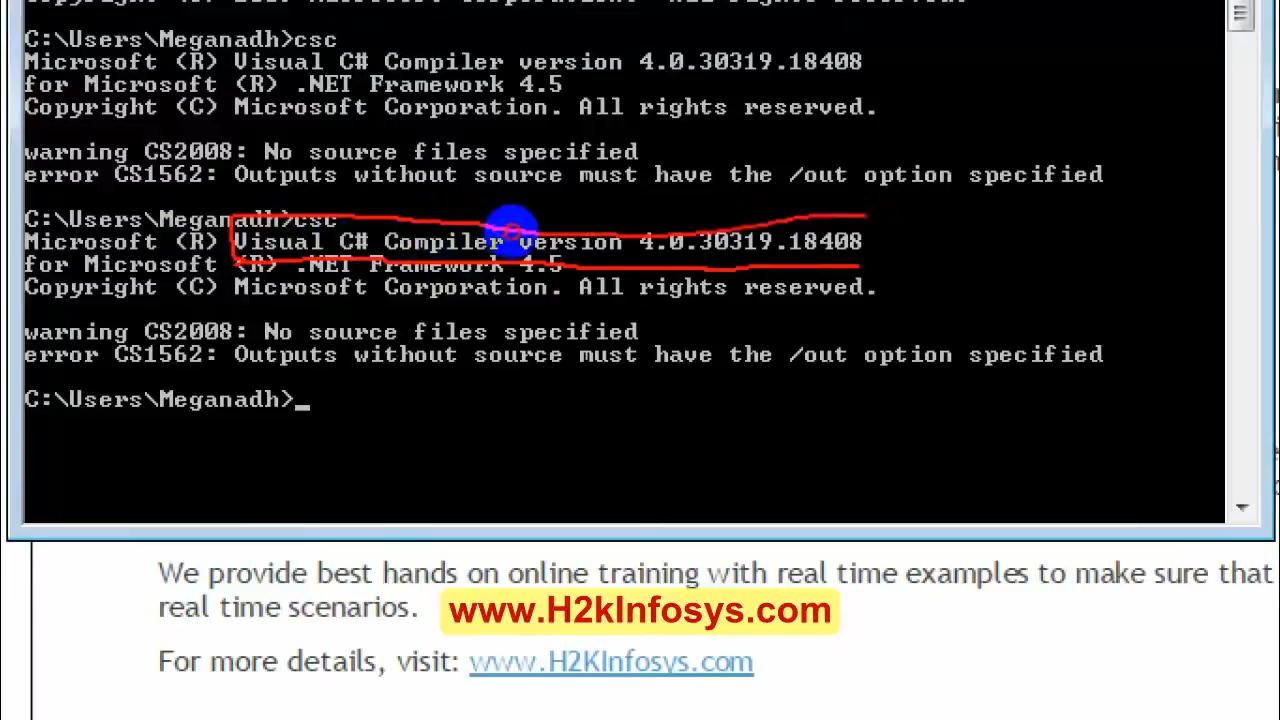 C:\Users\Meganadh>csc
Microsoft (R) Visual C# Compiler version 4.0.30319.18408
for Microsoft (R) .NET Framework 4.5
Copyright (C) Microsoft Corporation. All rights reserved.
warning CS2008: No source files specified
error CS1562: Outputs without source must have the /out option specified
C:\Users\Meganadh>csc
Microsoft (R) Visual C# Compiler version 4.0.30319.18408
for Microsoft (R) .NET Framework 4.5
Copyright (C) Microsoft Corporation. All rights reserved.
warning CS2008: No source files specified
error CS1562: Outputs without source must have the /out option specified
C:\Users\Meganadh>_
We provide best hands on online training with real time examples to make sure that
real time scenarios.
www.H2kInfosys.com
For more details, visit: www.H2KInfosys.com